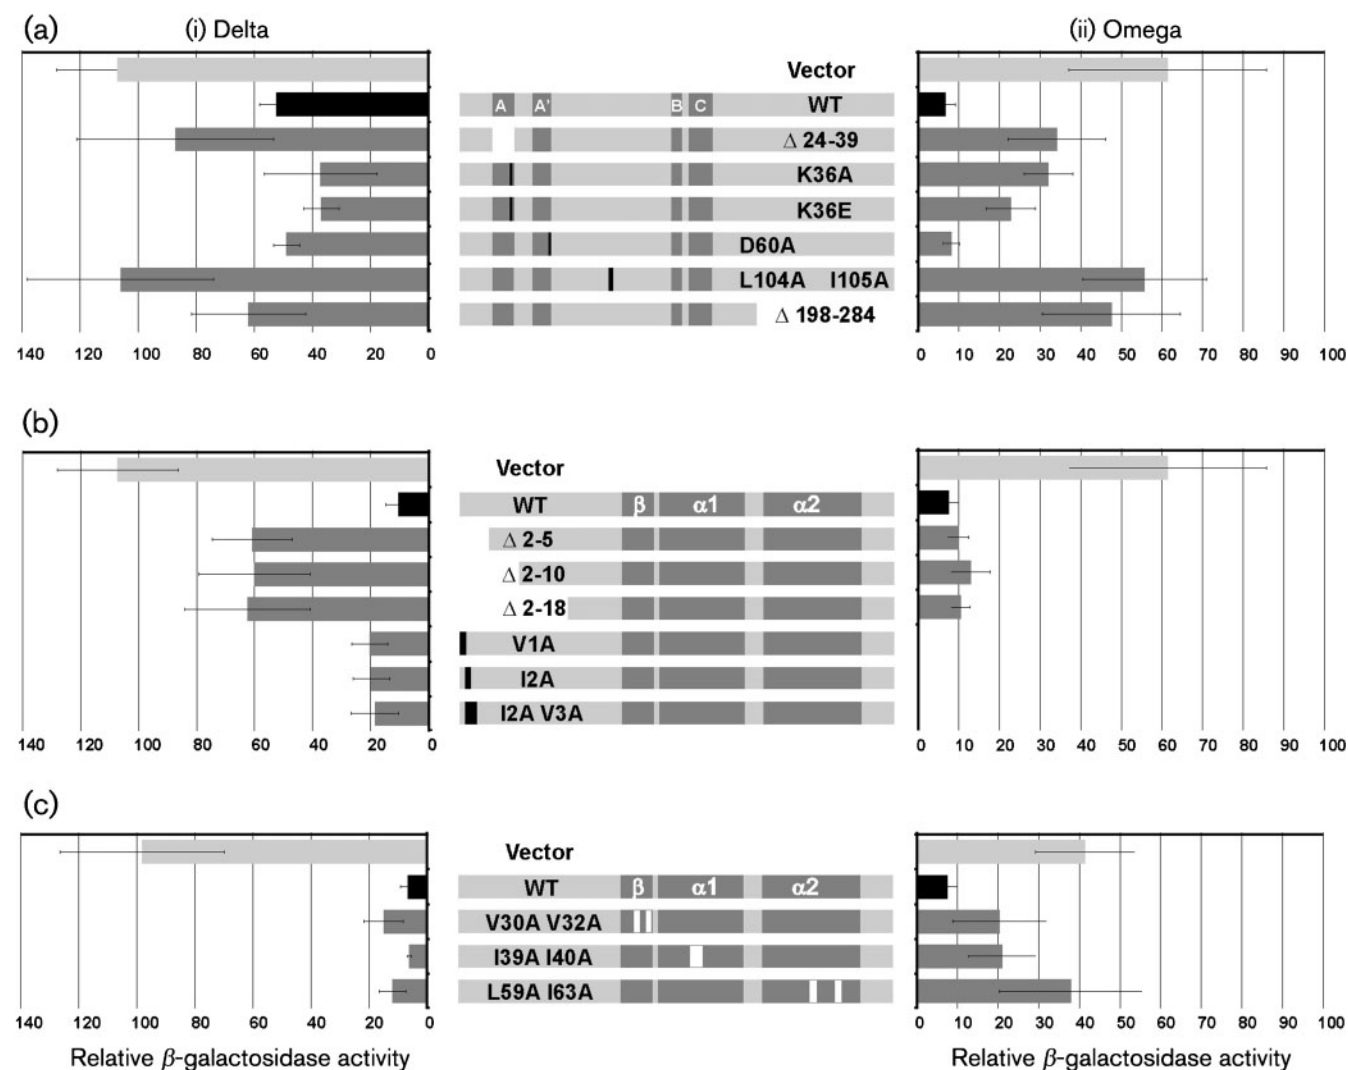 (a)
(i) Delta
(ii) Omega
Vector
A A' B C WT
Δ 24-39
K36A
K36E
D60A
L104A I105A
Δ 198-284
140 120 100 80 60 40 20 0
0 10 20 30 40 50 60 70 80 90 100
(b)
Vector
WT β α1 α2
Δ 2-5
Δ 2-10
Δ 2-18
V1A
I2A
I2A V3A
140 120 100 80 60 40 20 0
0 10 20 30 40 50 60 70 80 90 100
(c)
Vector
WT β α1 α2
V30A V32A
I39A I40A
L59A I63A
140 120 100 80 60 40 20 0
0 10 20 30 40 50 60 70 80 90 100
Relative β-galactosidase activity
Relative β-galactosidase activity